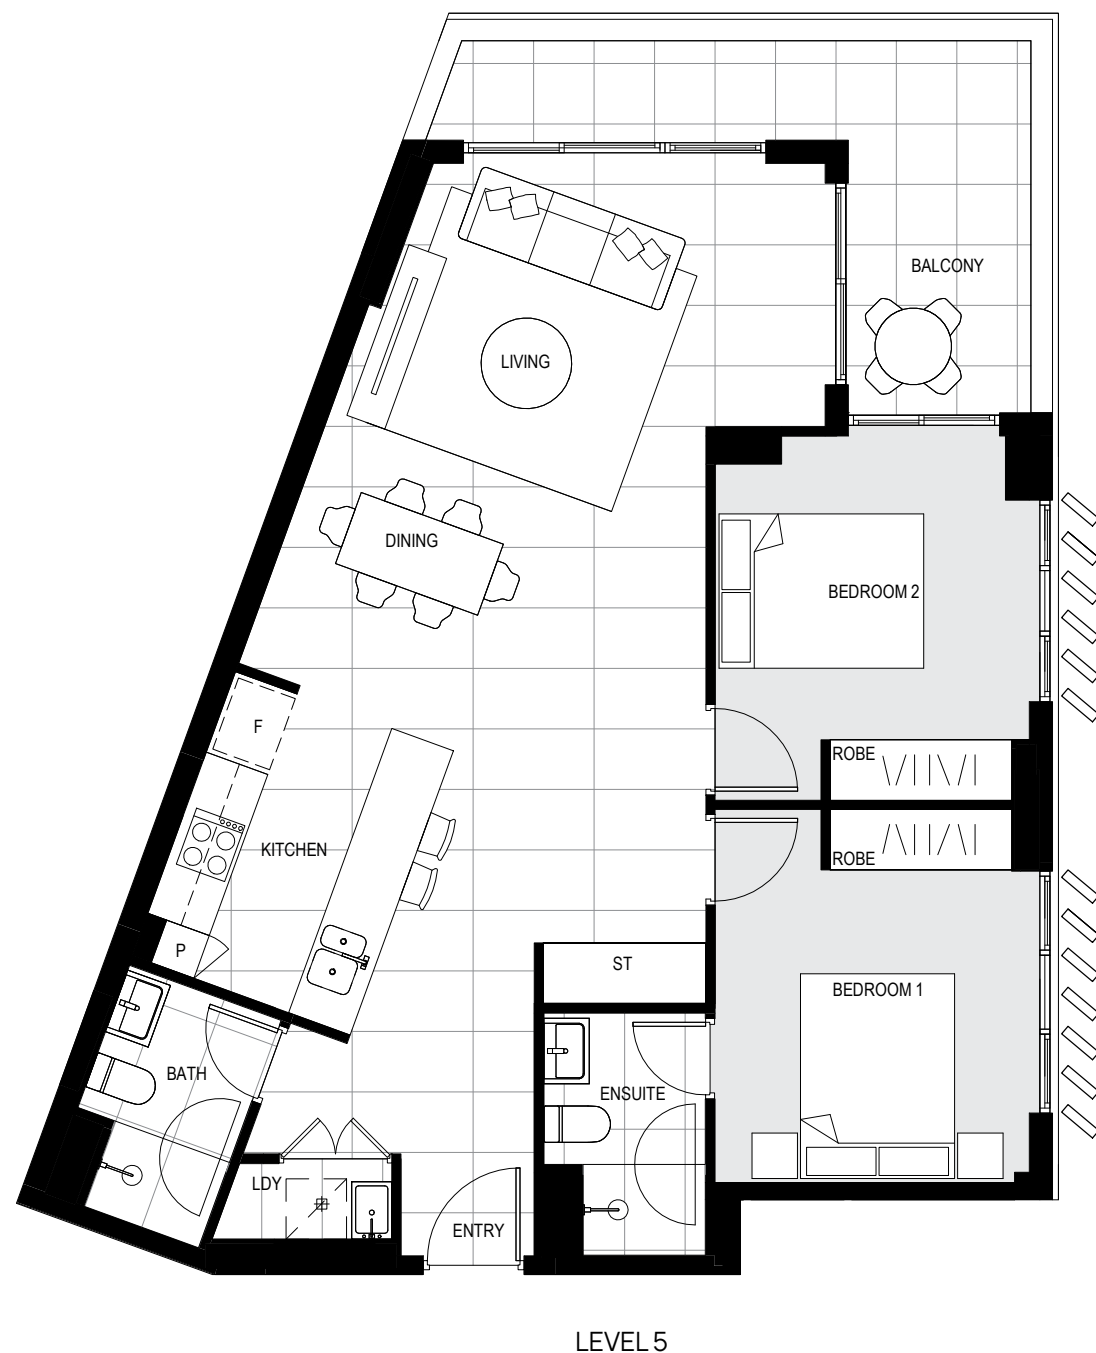 BALCONY
LIVING
DINING
BEDROOM 2
F
ROBE
KITCHEN
ROBE
P
ST
BEDROOM 1
BATH
ENSUITE
LDY
ENTRY
LEVEL 5